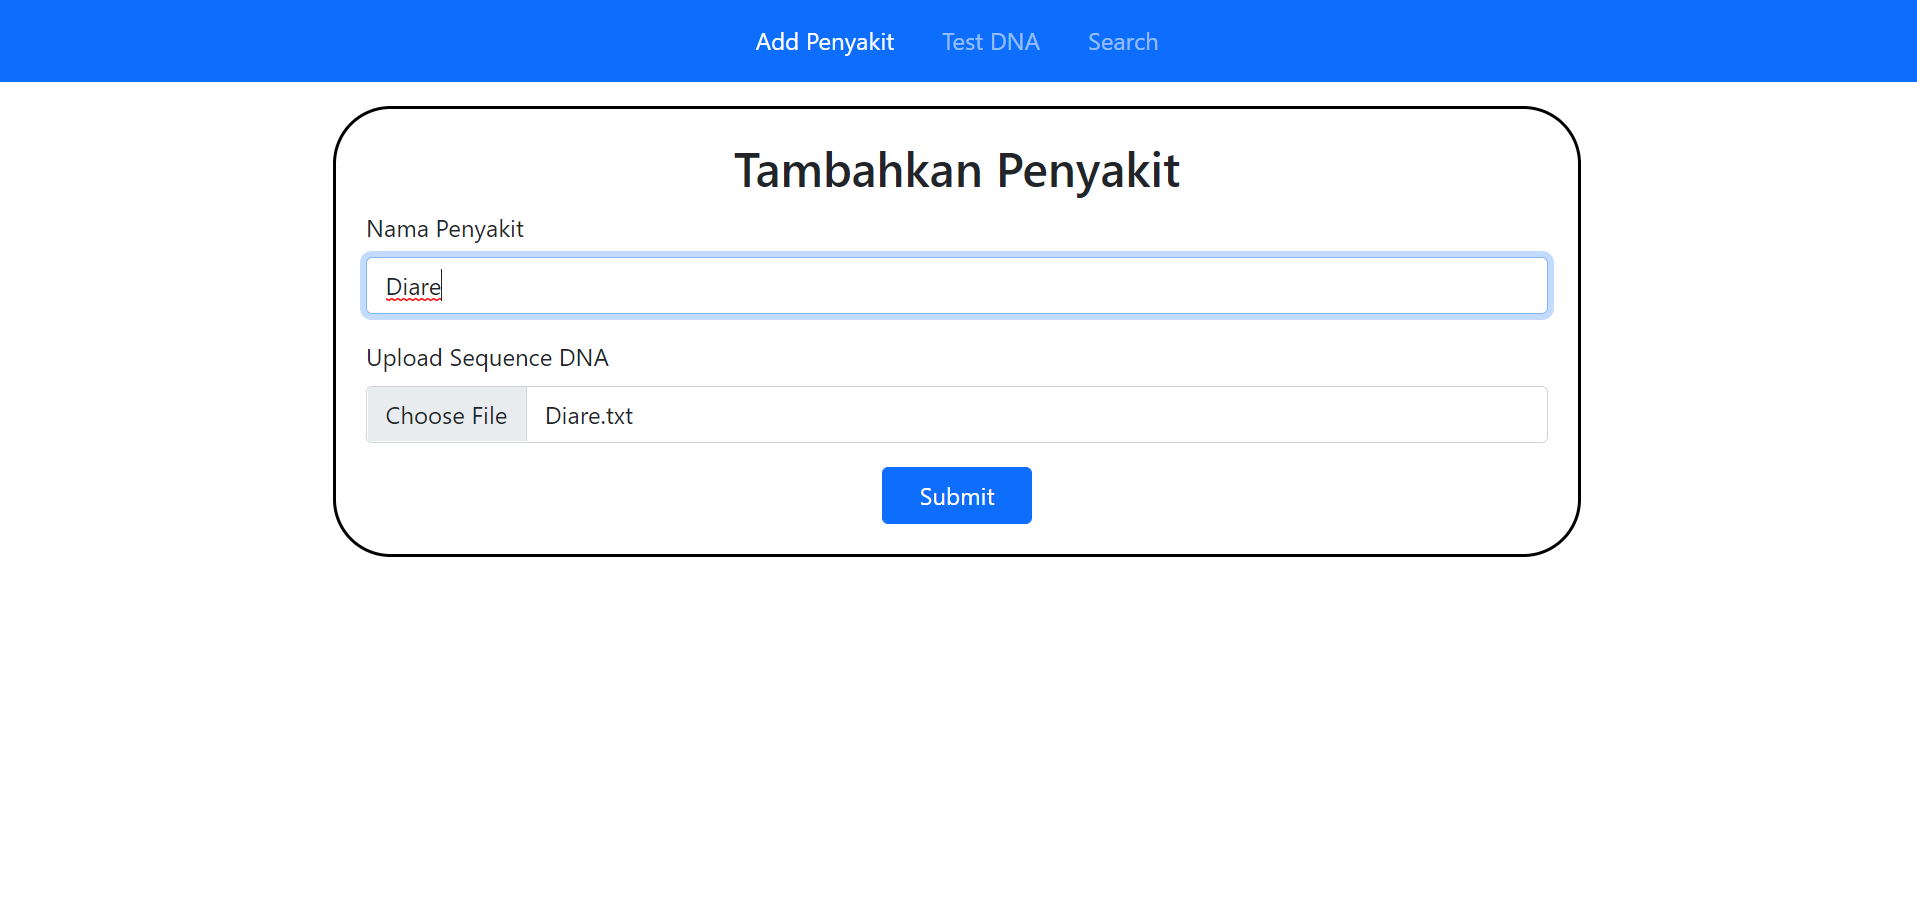 Add Penyakit Test DNA Search
Tambahkan Penyakit
Nama Penyakit
Diare
Upload Sequence DNA
Choose File Diare.txt
Submit